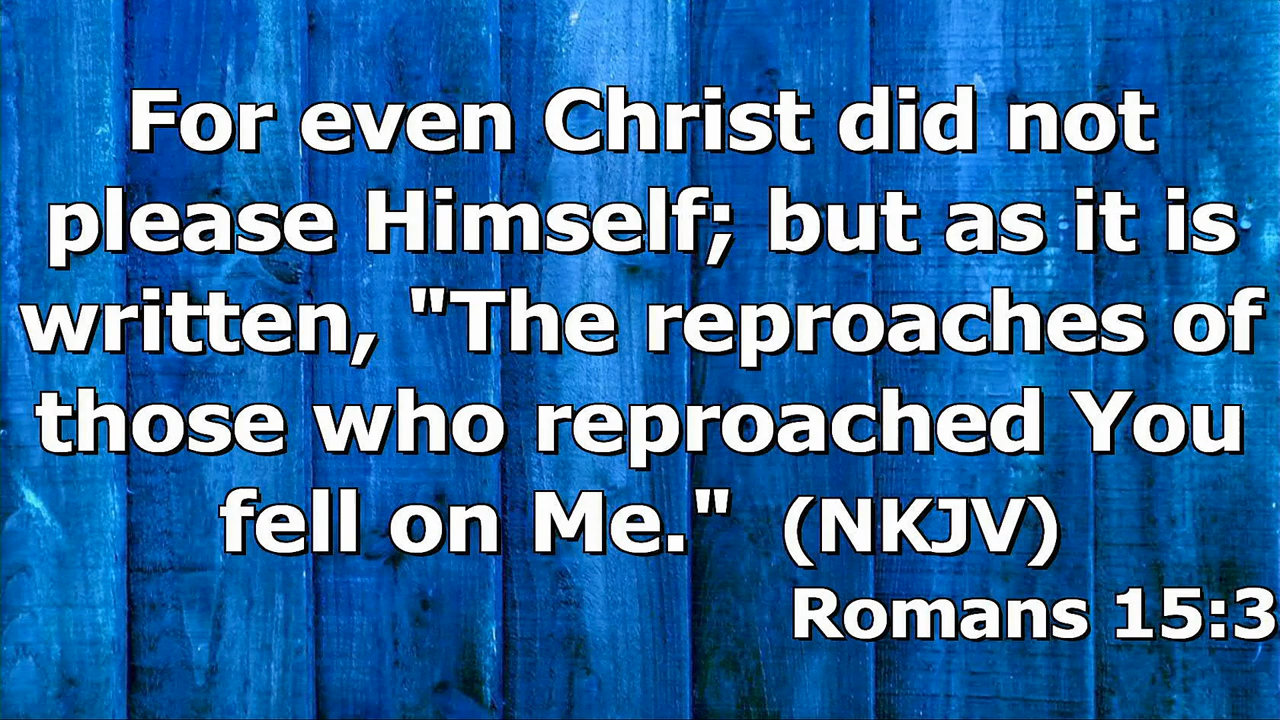 For even Christ did not
please Himself; but as it is
written, "The reproaches of
those who reproached You
fell on Me." (NKJV)
Romans 15:3